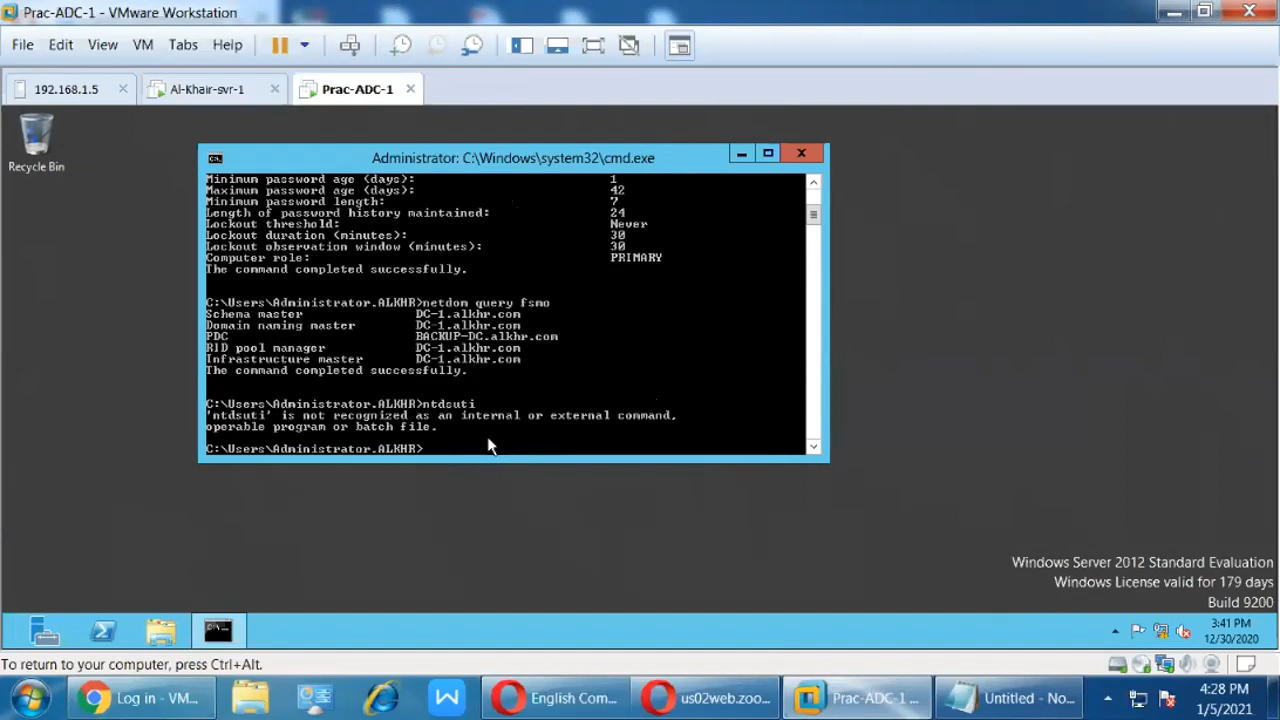 Prac-ADC-1 - VMware Workstation
File Edit View VM Tabs Help
192.168.1.5 Al-Khair-svr-1 Prac-ADC-1
Recycle Bin
Administrator: C:\Windows\system32\cmd.exe
Minimum password age (days): 1
Maximum password age (days): 42
Minimum password length: 7
Length of password history maintained: 24
Lockout threshold: Never
Lockout duration (minutes): 30
Lockout observation window (minutes): 30
Computer role: PRIMARY
The command completed successfully.
C:\Users\Administrator.ALKHR>netdom query fsmo
Schema master DC-1.alkhr.com
Domain naming master DC-1.alkhr.com
PDC BACKUP-DC.alkhr.com
RID pool manager DC-1.alkhr.com
Infrastructure master DC-1.alkhr.com
The command completed successfully.
C:\Users\Administrator.ALKHR>ntdsuti
'ntdsuti' is not recognized as an internal or external command,
operable program or batch file.
C:\Users\Administrator.ALKHR>
Windows Server 2012 Standard Evaluation
Windows License valid for 179 days
Build 9200
3:41 PM
12/30/2020
To return to your computer, press Ctrl+Alt.
Log in - VM... English Com... us02web.zoo... Prac-ADC-1 ... Untitled - No...
4:28 PM
1/5/2021